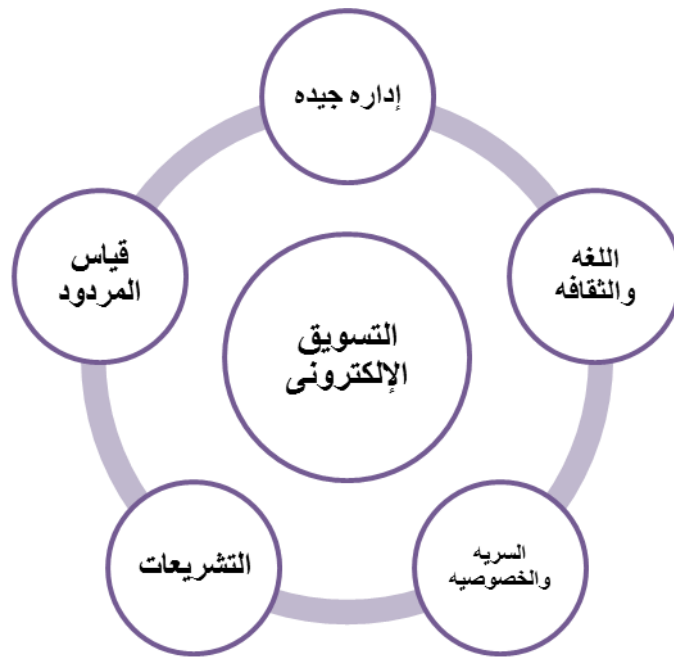 إداره جيده
اللغه
والثقافه
السريه
والخصوصيه
التشريعات
قياس
المردود
التسويق
الإلكترونى